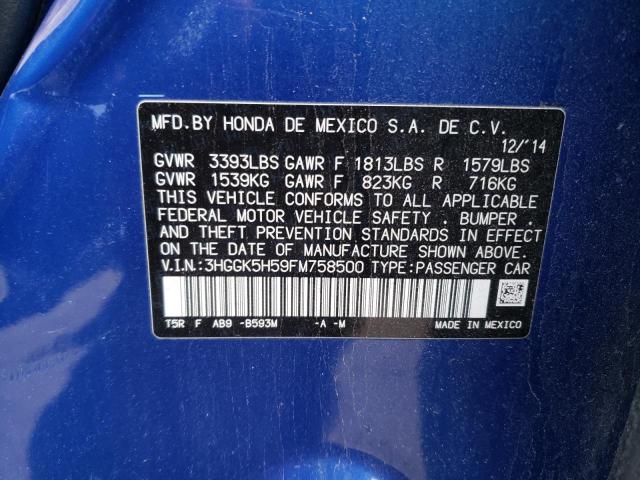 MFD.BY HONDA DE MEXICO S.A. DE C.V.
12/'14
GVWR 3393LBS GAWR F 1813LBS R 1579LBS
GVWR 1539KG GAWR F 823KG R 716KG
THIS VEHICLE CONFORMS TO ALL APPLICABLE
FEDERAL MOTOR VEHICLE SAFETY . BUMPER .
AND THEFT PREVENTION STANDARDS IN EFFECT
ON THE DATE OF MANUFACTURE SHOWN ABOVE.
V.I.N.:3HGGK5H59FM758500 TYPE:PASSENGER CAR
T5R F AB9 -B593M -A -M MADE IN MEXICO